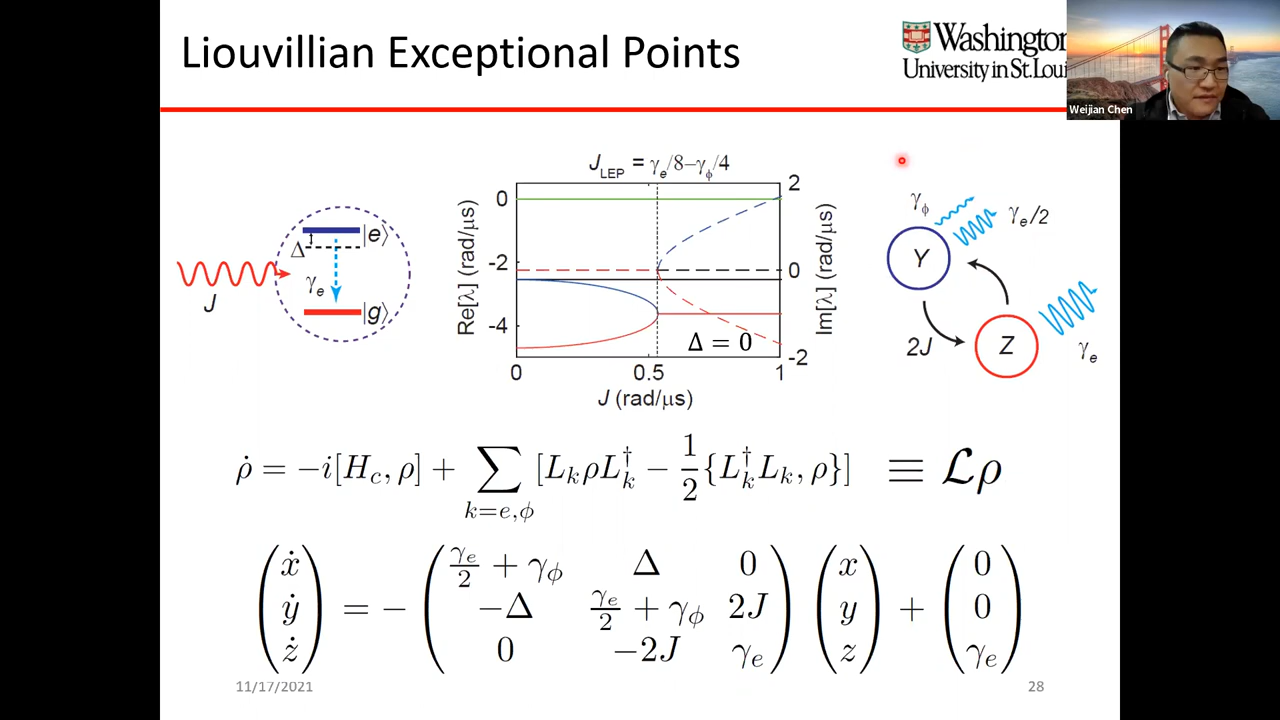 Liouvillian Exceptional Points
Washington
University in St.Loui
Weijian Chen
J_LEP = γ_e/8−γ_ϕ/4
Δ
|e⟩
γ_e
|g⟩
J
Re[λ] (rad/μs)
0
-2
-4
2
0
-2
Im[λ] (rad/μs)
Δ = 0
0 0.5 1
J (rad/μs)
γ_ϕ
γ_e/2
Y
2J
Z
γ_e
ρ̇ = −i[H_c, ρ] + ∑_{k=e,ϕ} [L_k ρ L_k^† − 1/2 {L_k^† L_k, ρ}] ≡ ℒρ
(ẋ ẏ ż) = − (γ_e/2 + γ_ϕ Δ 0
−Δ γ_e/2 + γ_ϕ 2J
0 −2J γ_e) (x y z) + (0 0 γ_e)
11/17/2021
28